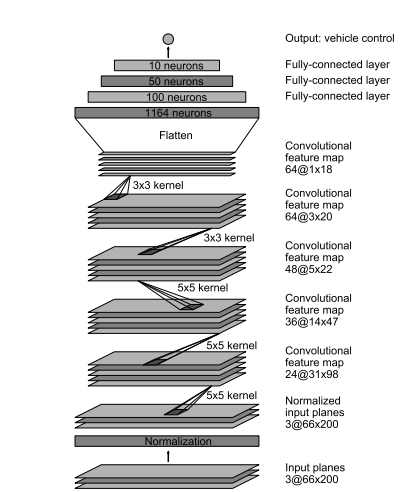 Output: vehicle control
10 neurons
Fully-connected layer
50 neurons
Fully-connected layer
100 neurons
Fully-connected layer
1164 neurons
Flatten
Convolutional
feature map
64@1x18
3x3 kernel
Convolutional
feature map
64@3x20
3x3 kernel
Convolutional
feature map
48@5x22
5x5 kernel
Convolutional
feature map
36@14x47
5x5 kernel
Convolutional
feature map
24@31x98
5x5 kernel
Normalized
input planes
3@66x200
Normalization
Input planes
3@66x200